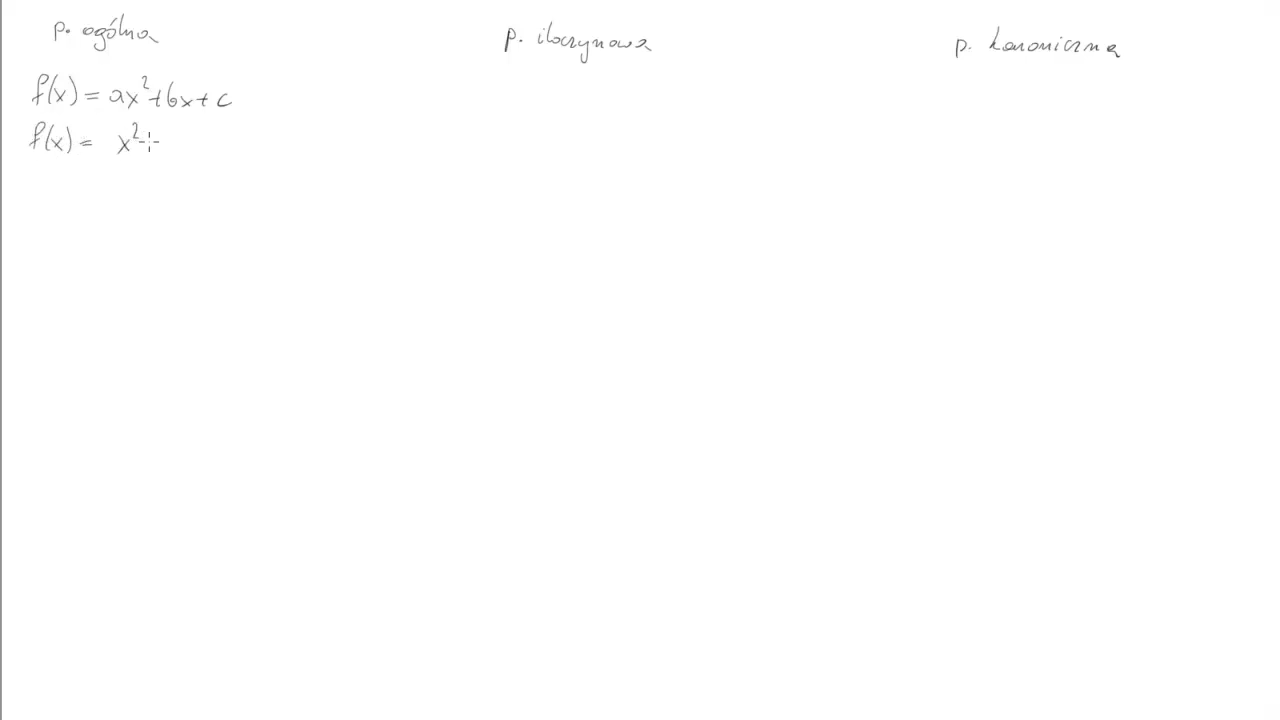 p. ogólna
p. iloczynowa
p. kanoniczna
f(x) = ax²+bx+c
f(x) = x²+